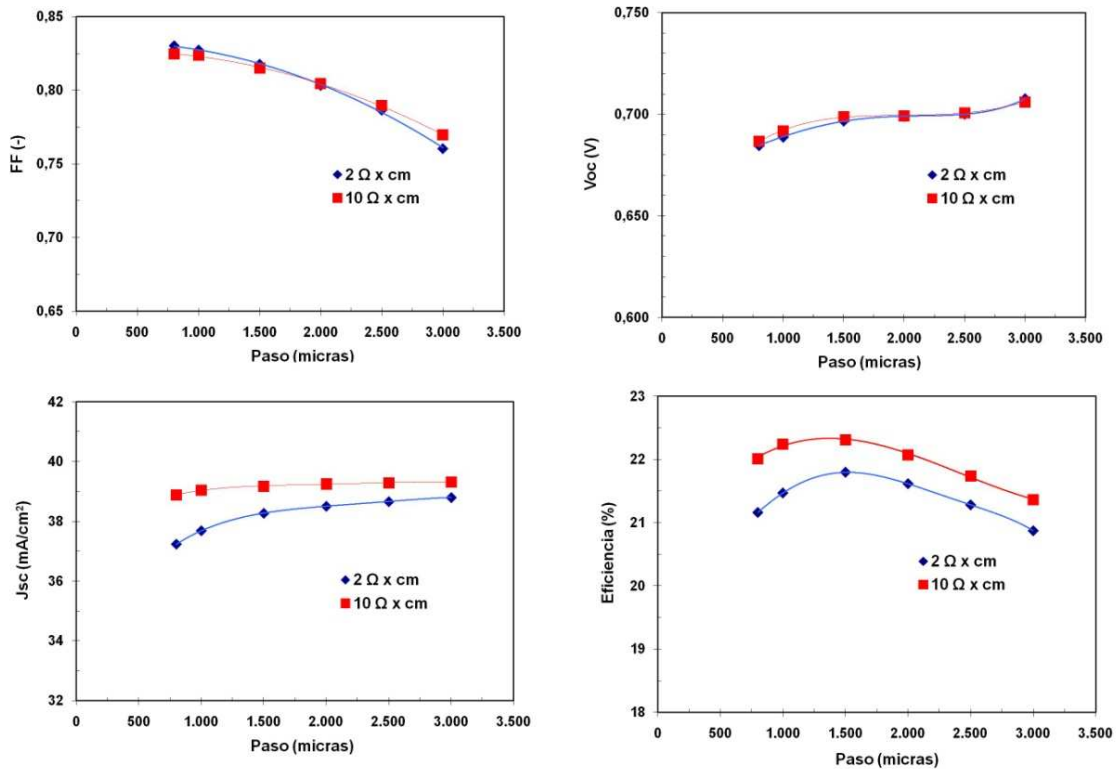 0,85
0,80
0,75
0,70
0,65
FF (-)
2 Ω x cm
10 Ω x cm
0 500 1.000 1.500 2.000 2.500 3.000 3.500
Paso (micras)
0,750
0,700
0,650
0,600
Voc (V)
2 Ω x cm
10 Ω x cm
0 500 1.000 1.500 2.000 2.500 3.000 3.500
Paso (micras)
42
40
38
36
34
32
Jsc (mA/cm²)
2 Ω x cm
10 Ω x cm
0 500 1.000 1.500 2.000 2.500 3.000 3.500
Paso (micras)
23
22
21
20
19
18
Eficiencia (%)
2 Ω x cm
10 Ω x cm
0 500 1.000 1.500 2.000 2.500 3.000 3.500
Paso (micras)